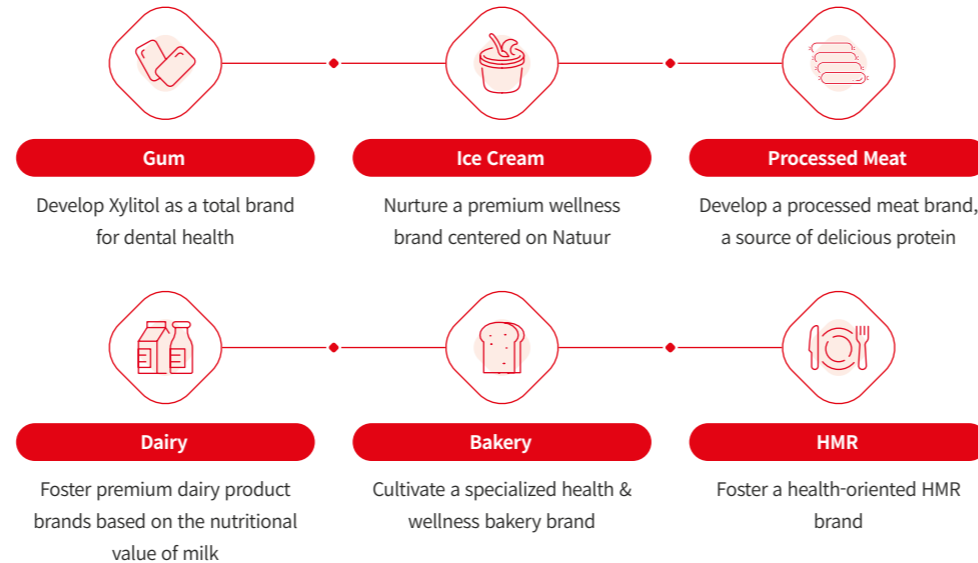 Gum
Develop Xylitol as a total brand
for dental health
Ice Cream
Nurture a premium wellness
brand centered on Natuur
Processed Meat
Develop a processed meat brand,
a source of delicious protein
Dairy
Foster premium dairy product
brands based on the nutritional
value of milk
Bakery
Cultivate a specialized health &
wellness bakery brand
HMR
Foster a health-oriented HMR
brand